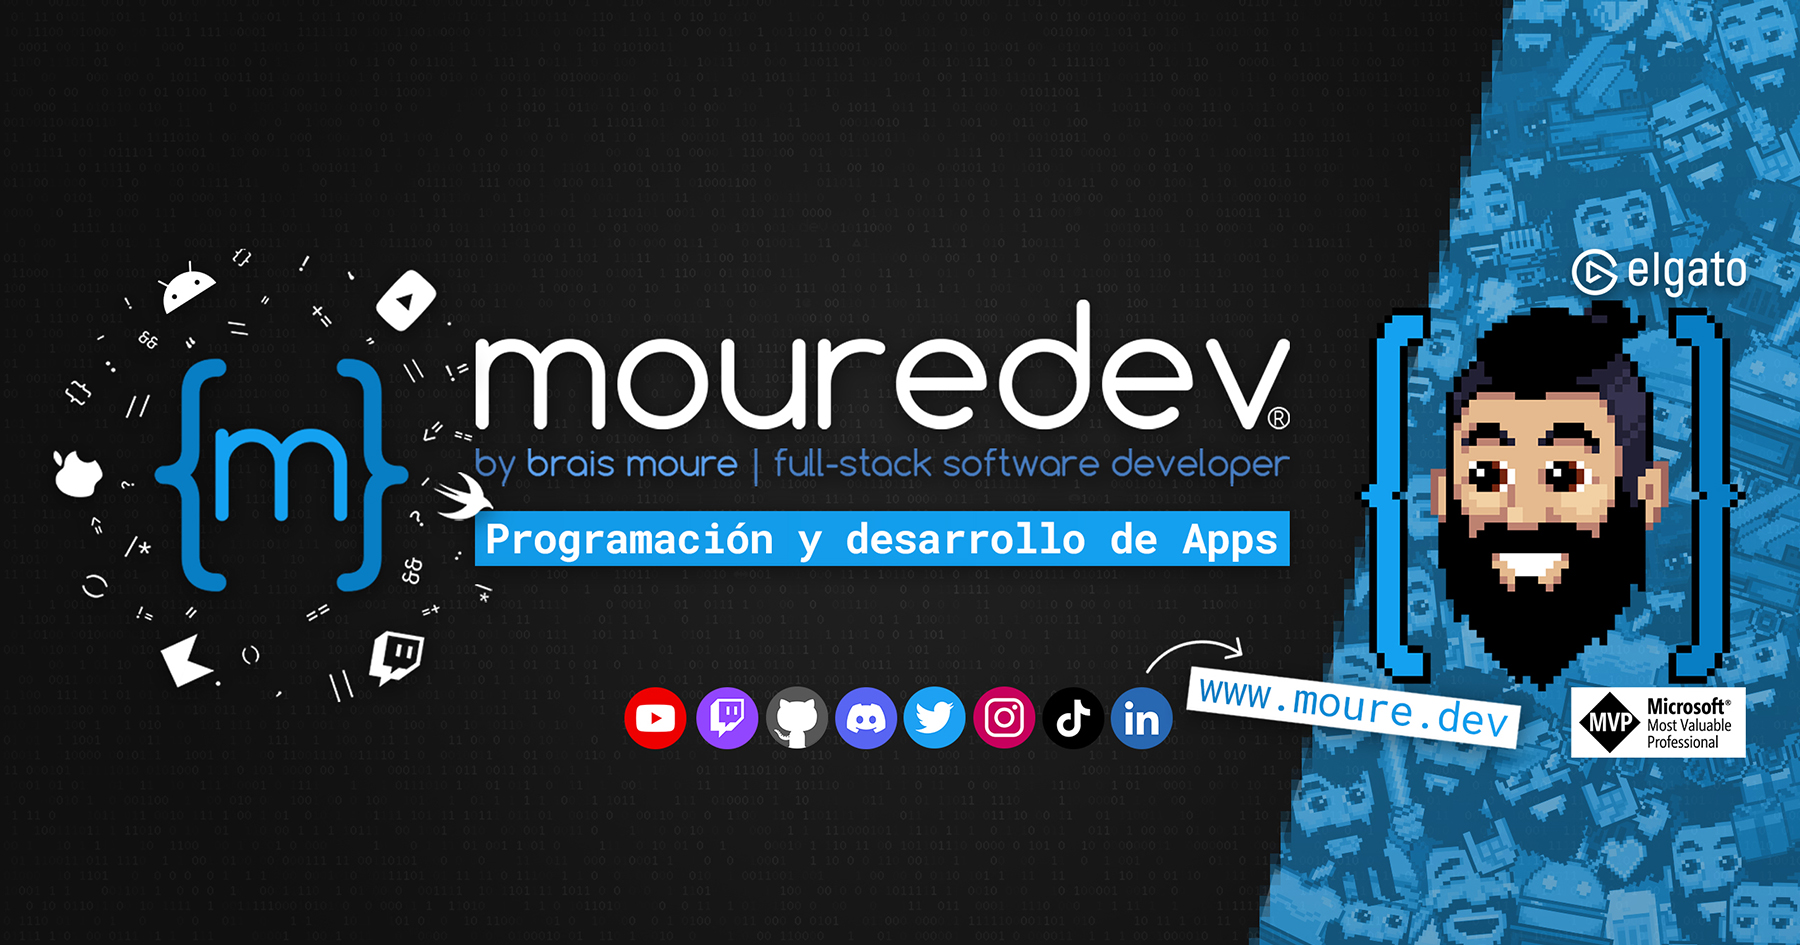 {m}
mouredev®
by brais moure | full-stack software developer
Programación y desarrollo de Apps
www.moure.dev
elgato
MVP
Microsoft®
Most Valuable
Professional
in